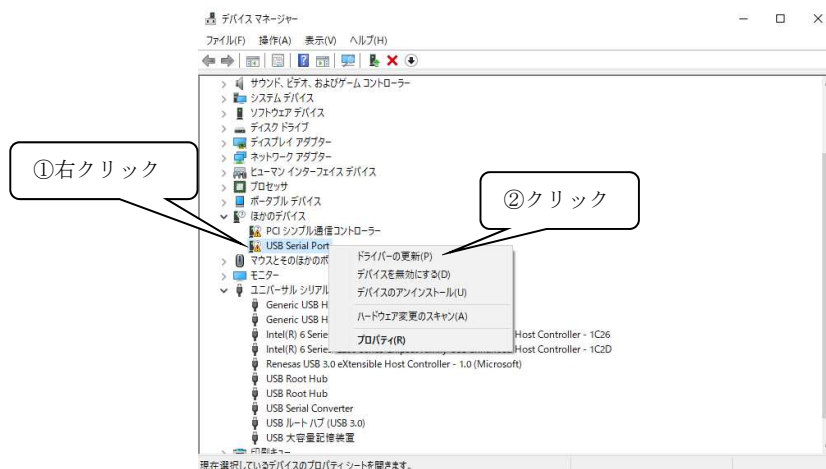 デバイス マネージャー
ファイル(F) 操作(A) 表示(V) ヘルプ(H)
サウンド、ビデオ、およびゲーム コントローラー
システム デバイス
ソフトウェア デバイス
ディスク ドライブ
ディスプレイ アダプター
ネットワーク アダプター
ヒューマン インターフェイス デバイス
プロセッサ
ポータブル デバイス
ほかのデバイス
PCI シンプル通信コントローラー
USB Serial Port
マウスとそのほかのポ
モニター
ユニバーサル シリアル
Generic USB H
Generic USB H
Intel(R) 6 Serie
Host Controller - 1C26
Intel(R) 6 Series
Host Controller - 1C2D
Renesas USB 3.0 eXtensible Host Controller - 1.0 (Microsoft)
USB Root Hub
USB Root Hub
USB Serial Converter
USB ルート ハブ (USB 3.0)
USB 大容量記憶装置
印刷キュー
現在選択しているデバイスのプロパティ シートを開きます。
①右クリック
②クリック
ドライバーの更新(P)
デバイスを無効にする(D)
デバイスのアンインストール(U)
ハードウェア変更のスキャン(A)
プロパティ(R)